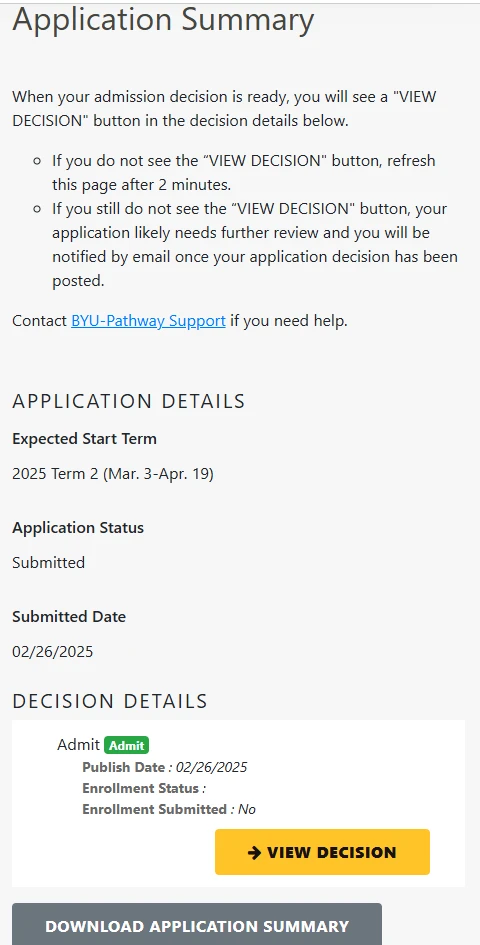 Application Summary
When your admission decision is ready, you will see a "VIEW
DECISION" button in the decision details below.
If you do not see the “VIEW DECISION" button, refresh
this page after 2 minutes.
If you still do not see the “VIEW DECISION" button, your
application likely needs further review and you will be
notified by email once your application decision has been
posted.
Contact BYU-Pathway Support if you need help.
APPLICATION DETAILS
Expected Start Term
2025 Term 2 (Mar. 3-Apr. 19)
Application Status
Submitted
Submitted Date
02/26/2025
DECISION DETAILS
Admit Admit
Publish Date : 02/26/2025
Enrollment Status :
Enrollment Submitted : No
→ VIEW DECISION
DOWNLOAD APPLICATION SUMMARY